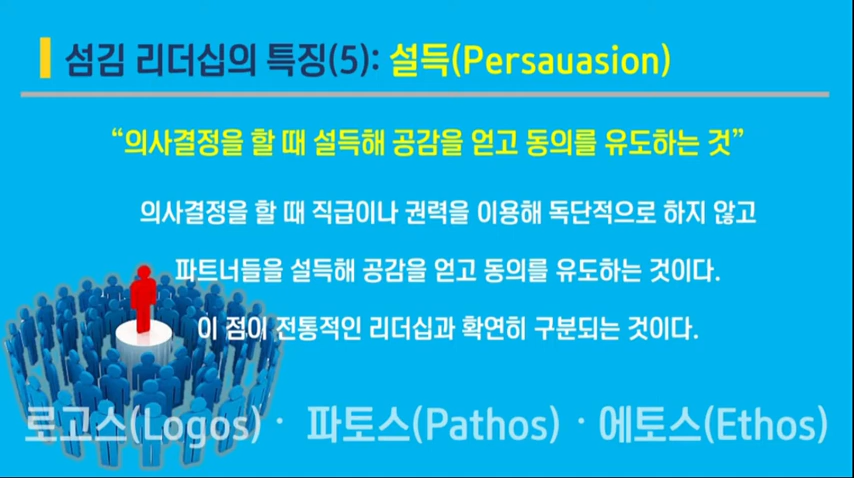 섬김 리더십의 특징(5): 설득(Persauasion)
“의사결정을 할 때 설득해 공감을 얻고 동의를 유도하는 것”
의사결정을 할 때 직급이나 권력을 이용해 독단적으로 하지 않고
파트너들을 설득해 공감을 얻고 동의를 유도하는 것이다.
이 점이 전통적인 리더십과 확연히 구분되는 것이다.
로고스(Logos)· 파토스(Pathos) · 에토스(Ethos)